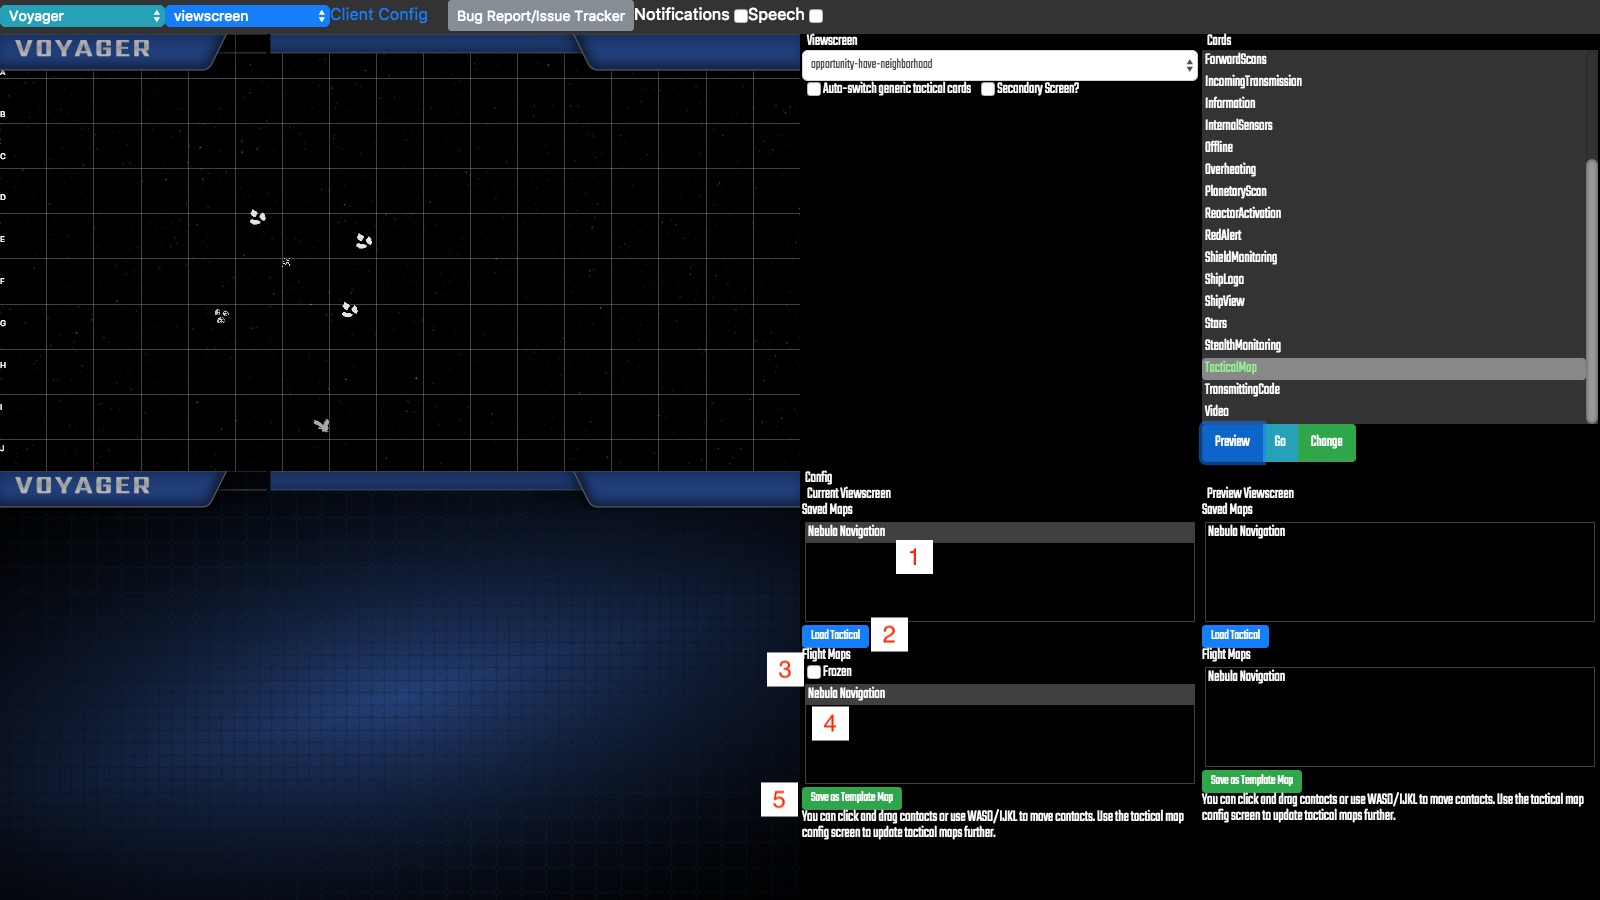 Voyager
viewscreen
Client Config
Bug Report/Issue Tracker
Notifications
Speech
VOYAGER
A
B
C
D
E
F
G
H
I
J
VOYAGER
Viewscreen
opportunity-have-neighborhood
Auto-switch generic tactical cards
Secondary Screen?
Cards
ForwardScans
IncomingTransmission
Information
InternalSensors
Offline
Overheating
PlanetaryScan
ReactorActivation
RedAlert
ShieldMonitoring
ShipLogo
ShipView
Stars
StealthMonitoring
TacticalMap
TransmittingCode
Video
Preview
Go
Change
Config
Current Viewscreen
Saved Maps
Nebula Navigation
1
Load Tactical
2
Flight Maps
3
Frozen
Nebula Navigation
4
5
Save as Template Map
You can click and drag contacts or use WASD/IJKL to move contacts. Use the tactical map
config screen to update tactical maps further.
Preview Viewscreen
Saved Maps
Nebula Navigation
Load Tactical
Flight Maps
Nebula Navigation
Save as Template Map
You can click and drag contacts or use WASD/IJKL to move contacts. Use the tactical map
config screen to update tactical maps further.